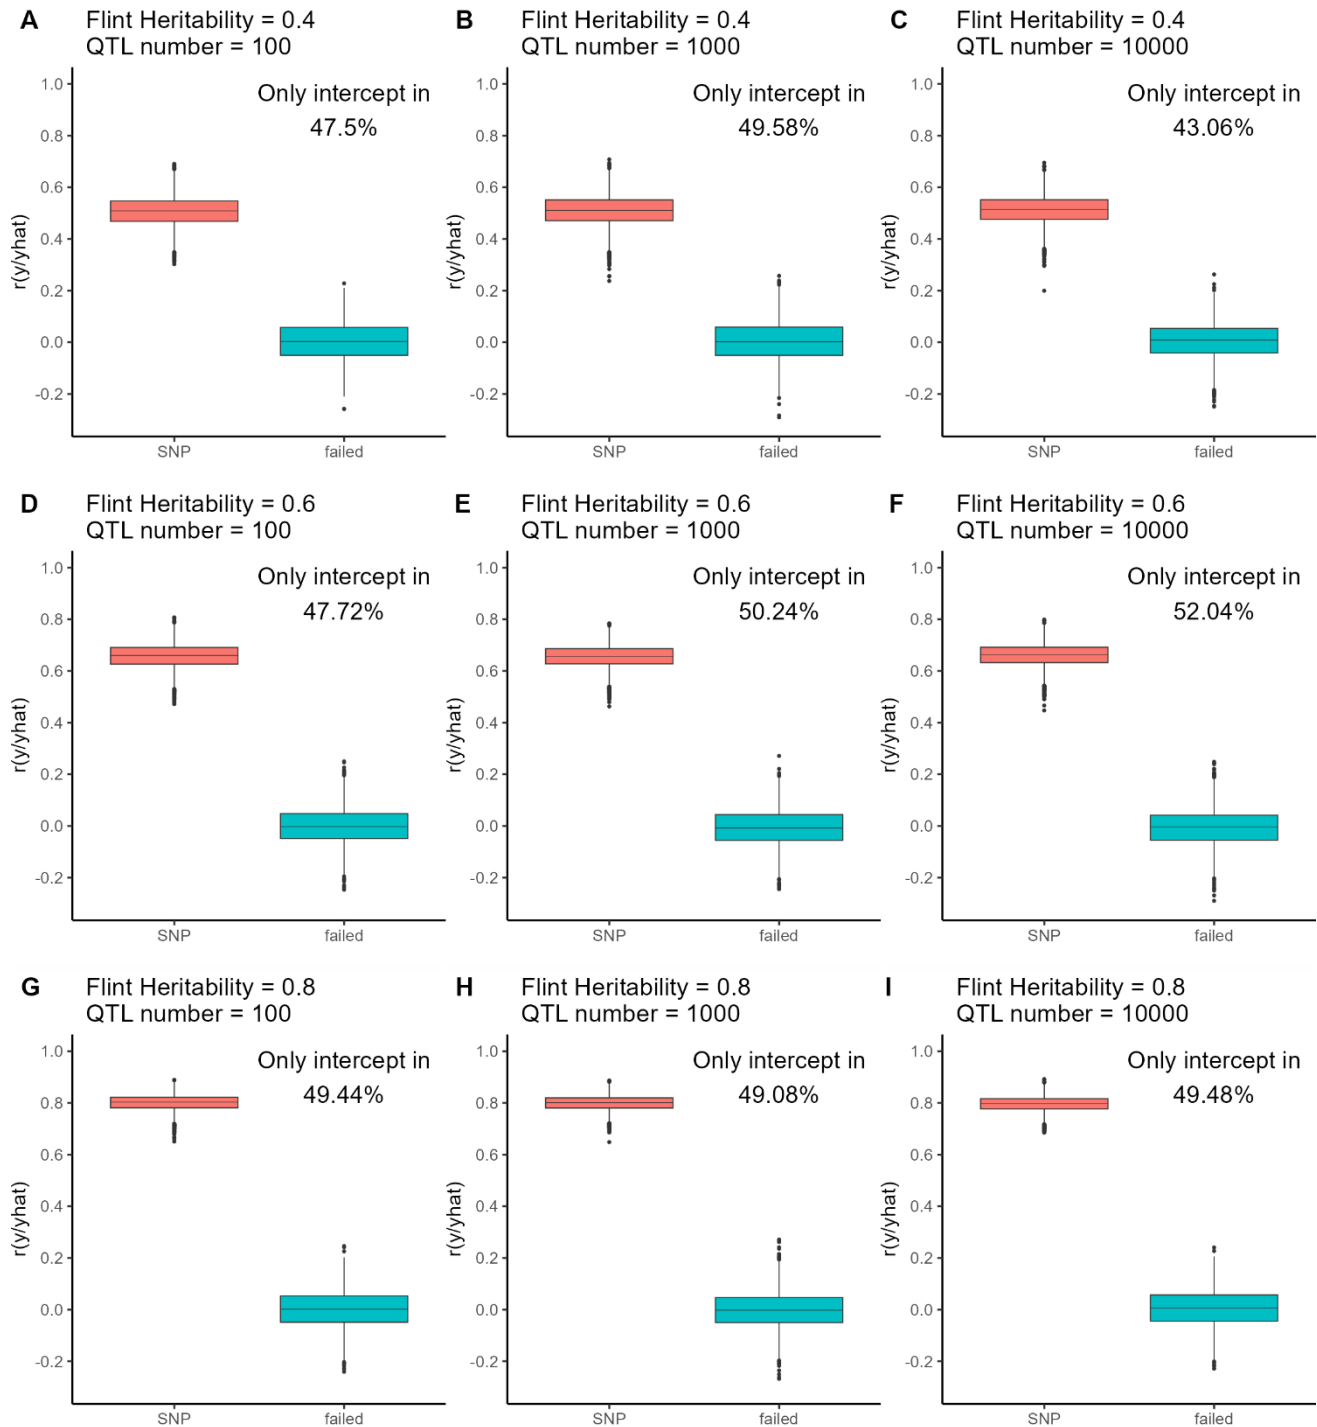 A Flint Heritability = 0.4
QTL number = 100
Only intercept in
47.5%
1.0
0.8
0.6
0.4
0.2
0.0
-0.2
r(y/yhat)
SNP failed
B Flint Heritability = 0.4
QTL number = 1000
Only intercept in
49.58%
1.0
0.8
0.6
0.4
0.2
0.0
-0.2
r(y/yhat)
SNP failed
C Flint Heritability = 0.4
QTL number = 10000
Only intercept in
43.06%
1.0
0.8
0.6
0.4
0.2
0.0
-0.2
r(y/yhat)
SNP failed
D Flint Heritability = 0.6
QTL number = 100
Only intercept in
47.72%
1.0
0.8
0.6
0.4
0.2
0.0
-0.2
r(y/yhat)
SNP failed
E Flint Heritability = 0.6
QTL number = 1000
Only intercept in
50.24%
1.0
0.8
0.6
0.4
0.2
0.0
-0.2
r(y/yhat)
SNP failed
F Flint Heritability = 0.6
QTL number = 10000
Only intercept in
52.04%
1.0
0.8
0.6
0.4
0.2
0.0
-0.2
r(y/yhat)
SNP failed
G Flint Heritability = 0.8
QTL number = 100
Only intercept in
49.44%
1.0
0.8
0.6
0.4
0.2
0.0
-0.2
r(y/yhat)
SNP failed
H Flint Heritability = 0.8
QTL number = 1000
Only intercept in
49.08%
1.0
0.8
0.6
0.4
0.2
0.0
-0.2
r(y/yhat)
SNP failed
I Flint Heritability = 0.8
QTL number = 10000
Only intercept in
49.48%
1.0
0.8
0.6
0.4
0.2
0.0
-0.2
r(y/yhat)
SNP failed